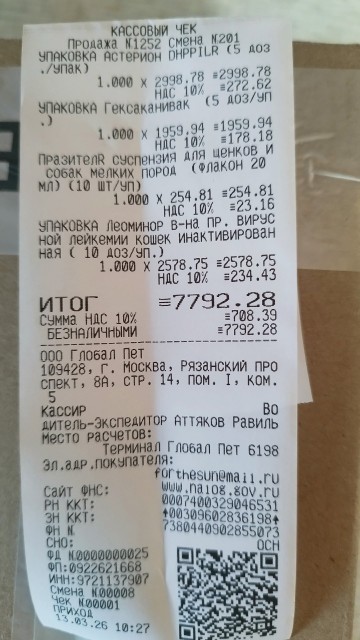 КАССОВЫЙ ЧЕК
Продажа N1252 Смена N201
УПАКОВКА Астерион DHPPILR (5 доз
./упак)
1.000 X 2998.78 ≡2998.78
НДС 10% ≡272.62
УПАКОВКА Гексаканивак (5 доз/уп
.)
1.000 X 1959.94 ≡1959.94
НДС 10% ≡178.18
ПразителR суспензия для щенков и
собак мелких пород (флакон 20
мл) (10 шт/уп)
1.000 X 254.81 ≡254.81
НДС 10% ≡23.16
УПАКОВКА Леоминор В-на пр. вирус
ной лейкемии кошек инактивирован
ная ( 10 доз/уп.)
1.000 X 2578.75 ≡2578.75
НДС 10% ≡234.43
ИТОГ ≡7792.28
Сумма НДС 10% ≡708.39
БЕЗНАЛИЧНЫМИ ≡7792.28
ООО Глобал Пет
109428, г. Москва, Рязанский про
спект, 8А, стр. 14, пом. I, ком.
5
Кассир Во
дитель-Экспедитор Аттяков Равиль
Место расчетов:
Терминал Глобал Пет 6198
Эл.адр.покупателя:
forthesun@mail.ru
Сайт ФНС: www.nalog.gov.ru
РН ККТ: 0007400329046531
ЗН ККТ: ↑00309602836198↑
ФН N 7380440902855073
СНО: ОСН
ФД N0000000025
ФП:0922621668
ИНН:9721137907
Смена N00008
Чек N00001
ПРИХОД
13.03.26 10:27